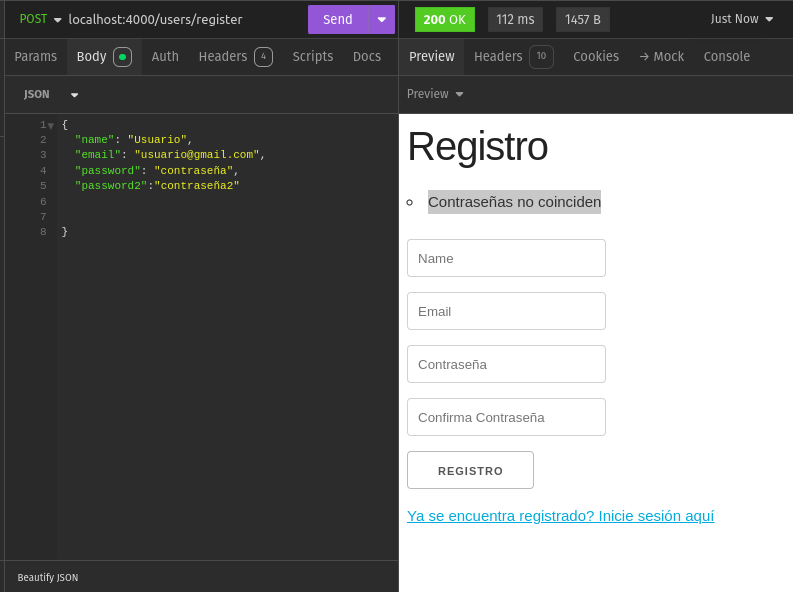 POST localhost:4000/users/register Send 200 OK 112 ms 1457 B Just Now
Params Body Auth Headers 4 Scripts Docs Preview Headers 10 Cookies → Mock Console
JSON
Preview
1 {
2 "name": "Usuario",
3 "email": "usuario@gmail.com",
4 "password": "contraseña",
5 "password2":"contraseña2"
6
7
8 }
Registro
Contraseñas no coinciden
Name
Email
Contraseña
Confirma Contraseña
REGISTRO
Ya se encuentra registrado? Inicie sesión aquí
Beautify JSON